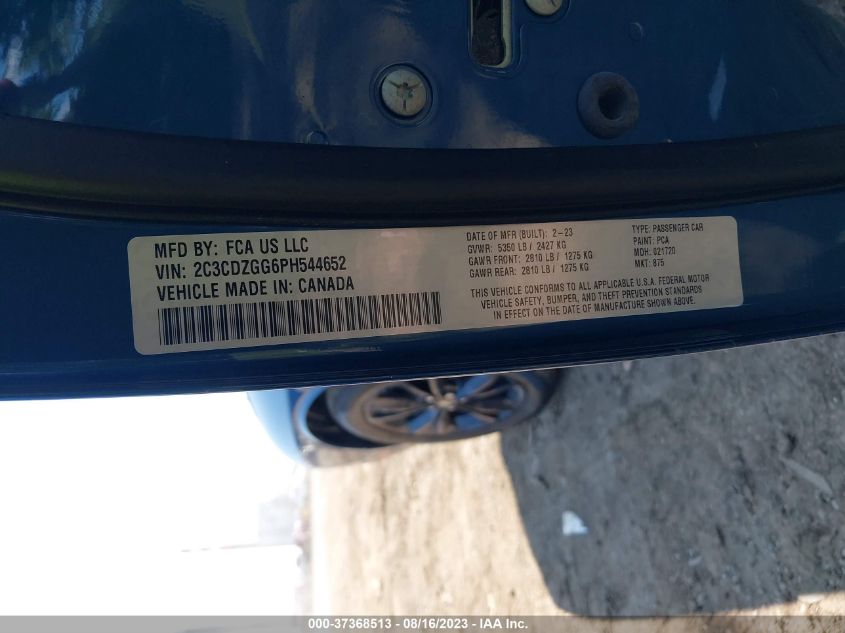 MFD BY: FCA US LLC
VIN: 2C3CDZGG6PH544652
VEHICLE MADE IN: CANADA
DATE OF MFR (BUILT): 2-23
GVWR: 5350 LB / 2427 KG
GAWR FRONT: 2810 LB / 1275 KG
GAWR REAR: 2810 LB / 1275 KG
TYPE: PASSENGER CAR
PAINT: PCA
MDH: 021720
MKT: 875
THIS VEHICLE CONFORMS TO ALL APPLICABLE U.S.A. FEDERAL MOTOR
VEHICLE SAFETY, BUMPER, AND THEFT PREVENTION STANDARDS
IN EFFECT ON THE DATE OF MANUFACTURE SHOWN ABOVE.
000-37368513 - 08/16/2023 - IAA Inc.